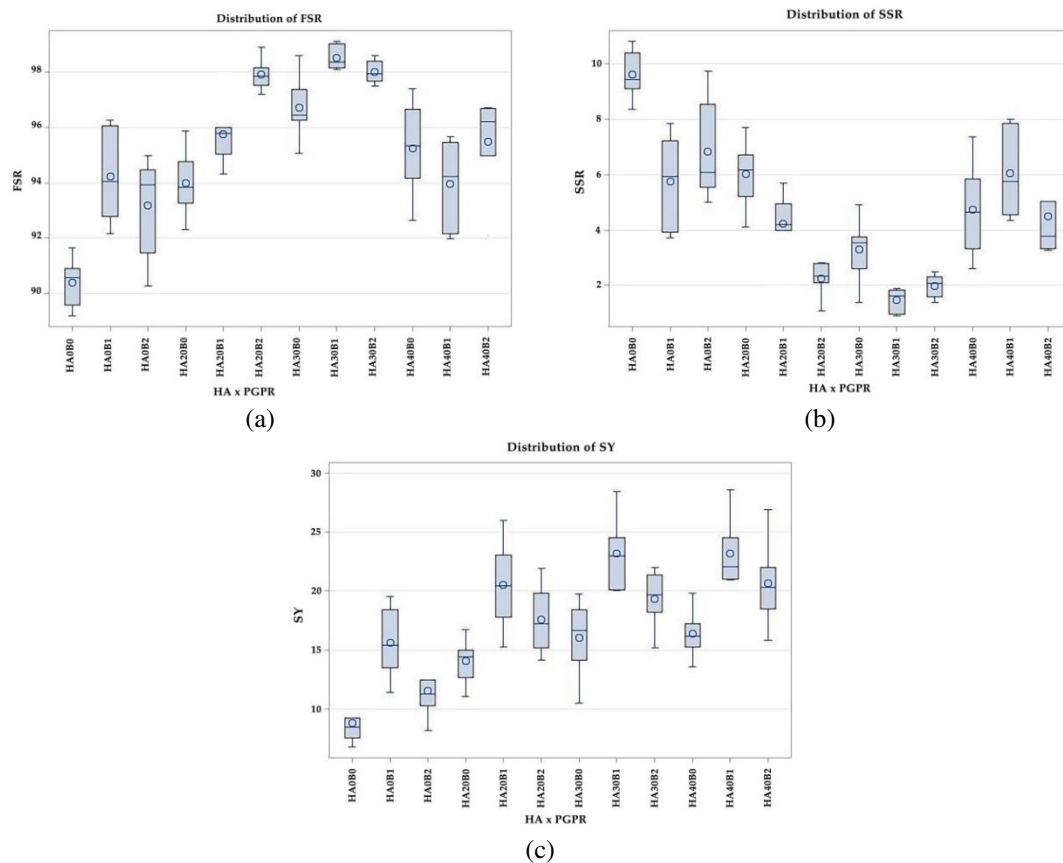 Distribution of FSR
98
96
94
92
90
FSR
HA0B0
HA0B1
HA0B2
HA20B0
HA20B1
HA20B2
HA30B0
HA30B1
HA30B2
HA40B0
HA40B1
HA40B2
HA x PGPR
(a)
Distribution of SSR
10
8
6
4
2
SSR
HA0B0
HA0B1
HA0B2
HA20B0
HA20B1
HA20B2
HA30B0
HA30B1
HA30B2
HA40B0
HA40B1
HA40B2
HA x PGPR
(b)
Distribution of SY
30
25
20
15
10
SY
HA0B0
HA0B1
HA0B2
HA20B0
HA20B1
HA20B2
HA30B0
HA30B1
HA30B2
HA40B0
HA40B1
HA40B2
HA x PGPR
(c)